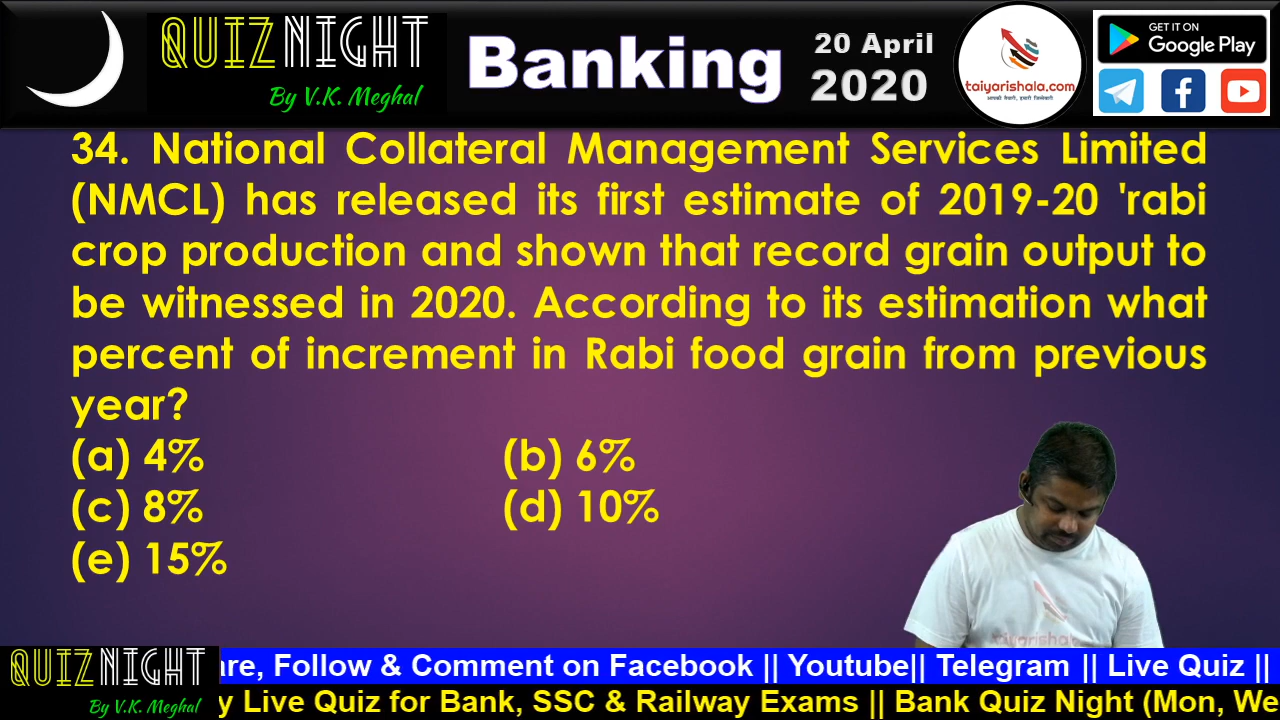 QUIZ NIGHT
By V.K. Meghal
Banking
20 April
2020
taiyarishala.com
आपकी तैयारी, हमारी जिम्मेदारी
GET IT ON
Google Play
34. National Collateral Management Services Limited
(NMCL) has released its first estimate of 2019-20 'rabi
crop production and shown that record grain output to
be witnessed in 2020. According to its estimation what
percent of increment in Rabi food grain from previous
year?
(a) 4% (b) 6%
(c) 8% (d) 10%
(e) 15%
QUIZ NIGHT
By V.K. Meghal
are, Follow & Comment on Facebook || Youtube|| Telegram || Live Quiz ||
y Live Quiz for Bank, SSC & Railway Exams || Bank Quiz Night (Mon, We